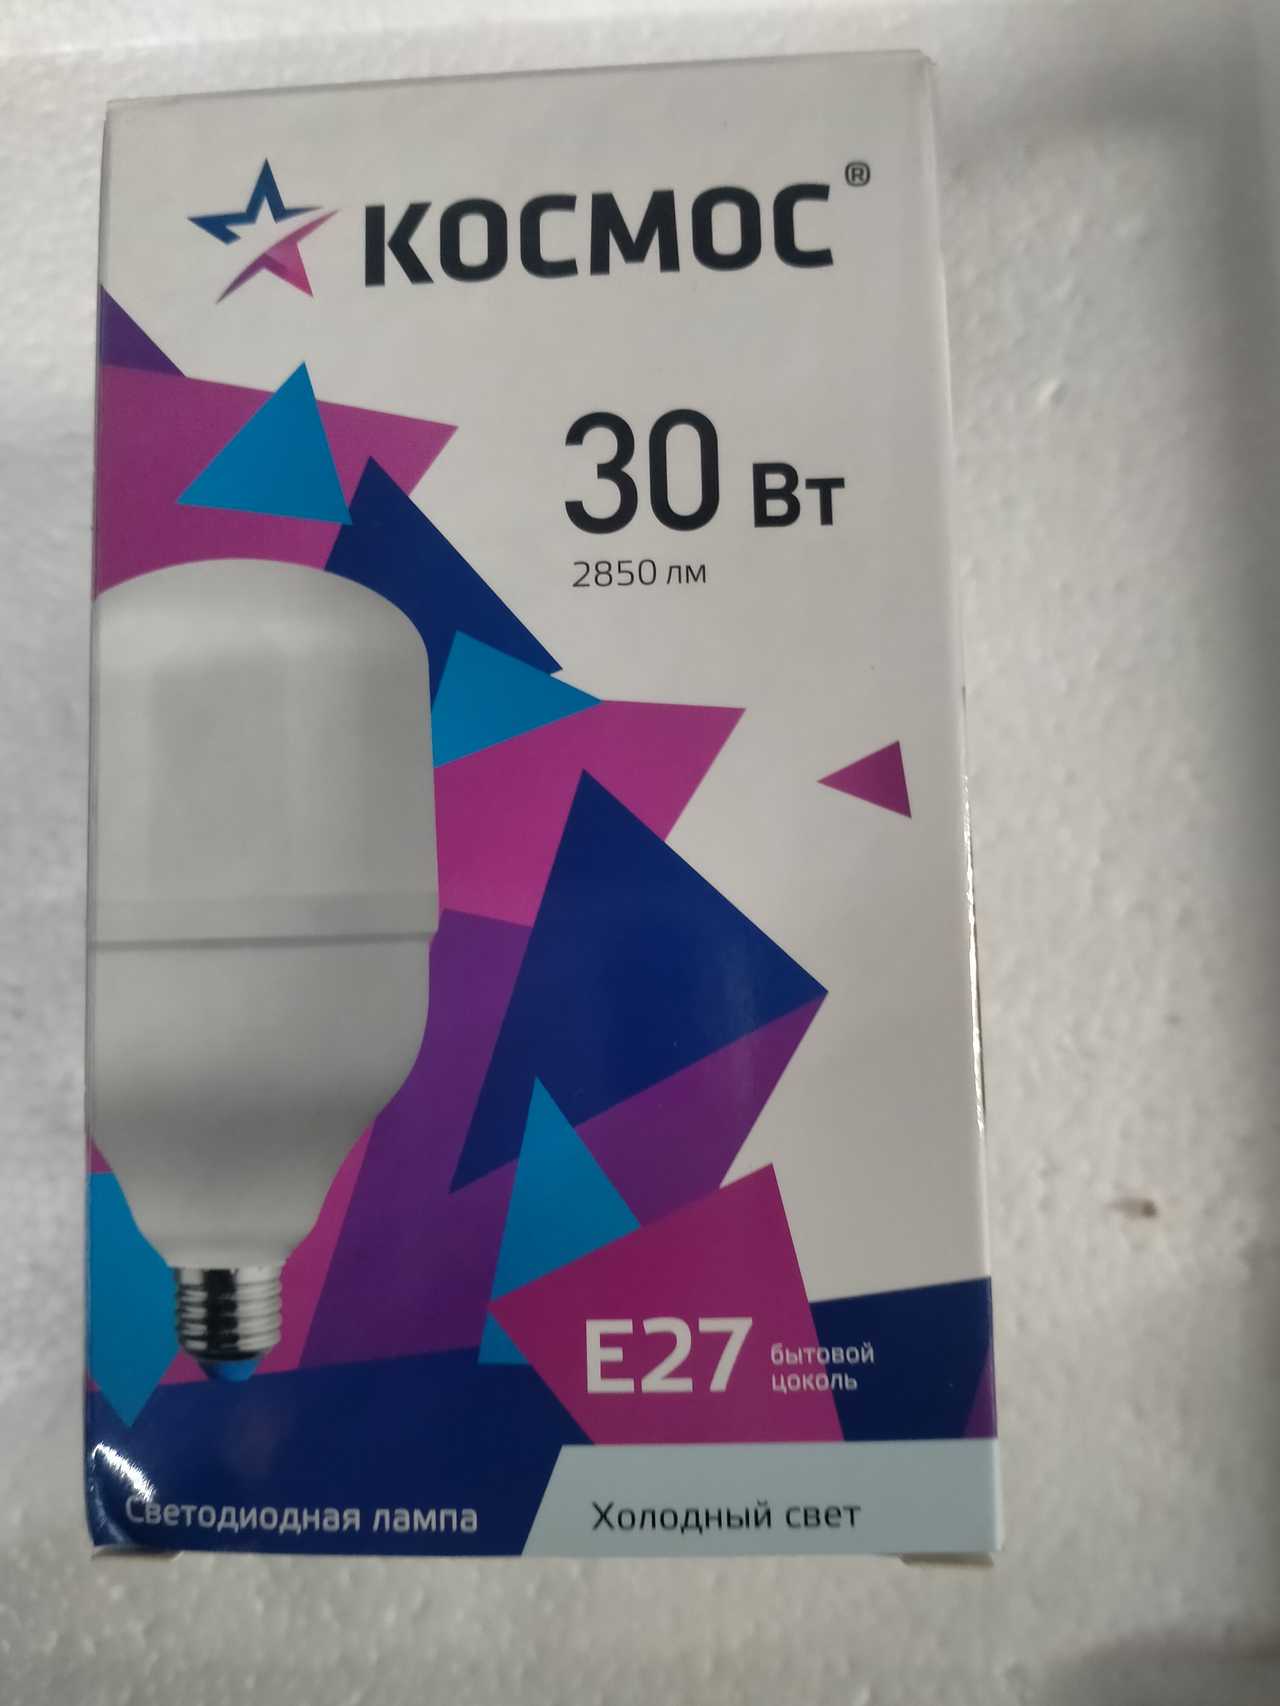 КОСМОС®
30 Вт
2850 лм
E27 бытовой
цоколь
Светодиодная лампа
Холодный свет